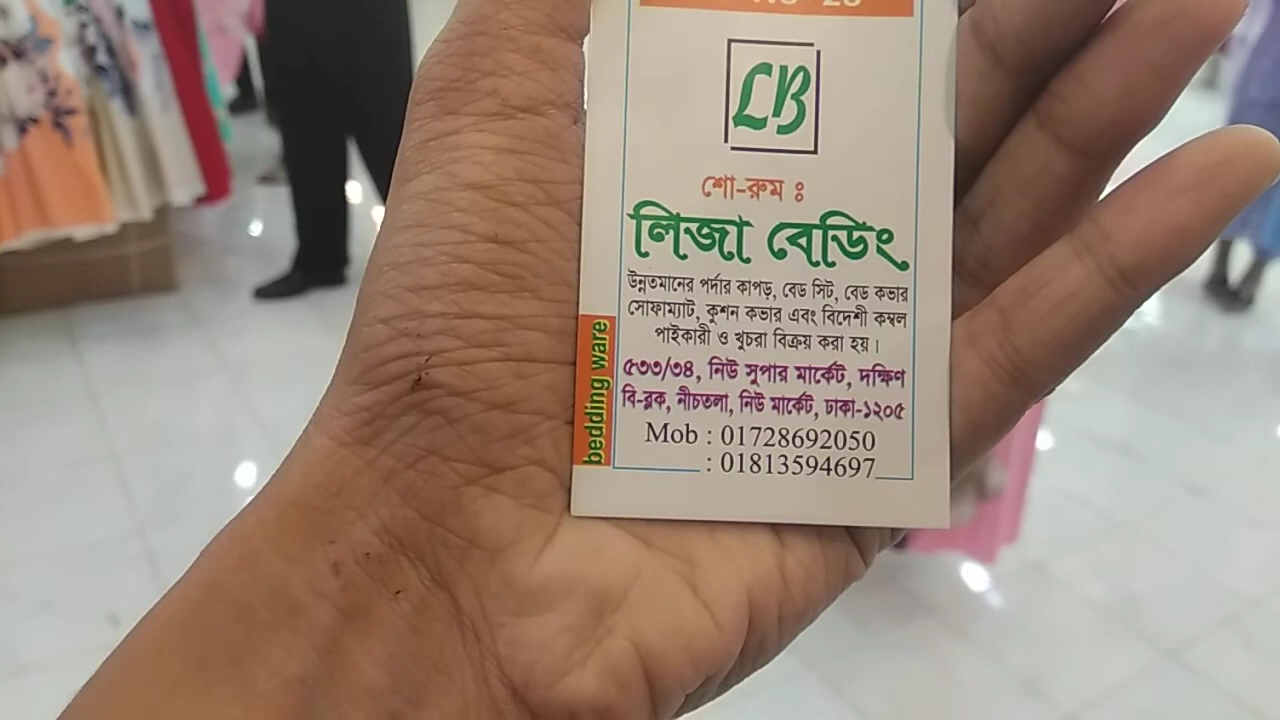 LB
শো-রুম ঃ
লিজা বেডিং
উন্নতমানের পর্দার কাপড়, বেড সিট, বেড কভার
সোফাম্যাট, কুশন কভার এবং বিদেশী কম্বল
পাইকারী ও খুচরা বিক্রয় করা হয়।
৫৩৩/৩৪, নিউ সুপার মার্কেট, দক্ষিণ
বি-ব্লক, নীচতলা, নিউ মার্কেট, ঢাকা-১২০৫
Mob : 01728692050
: 01813594697
bedding ware